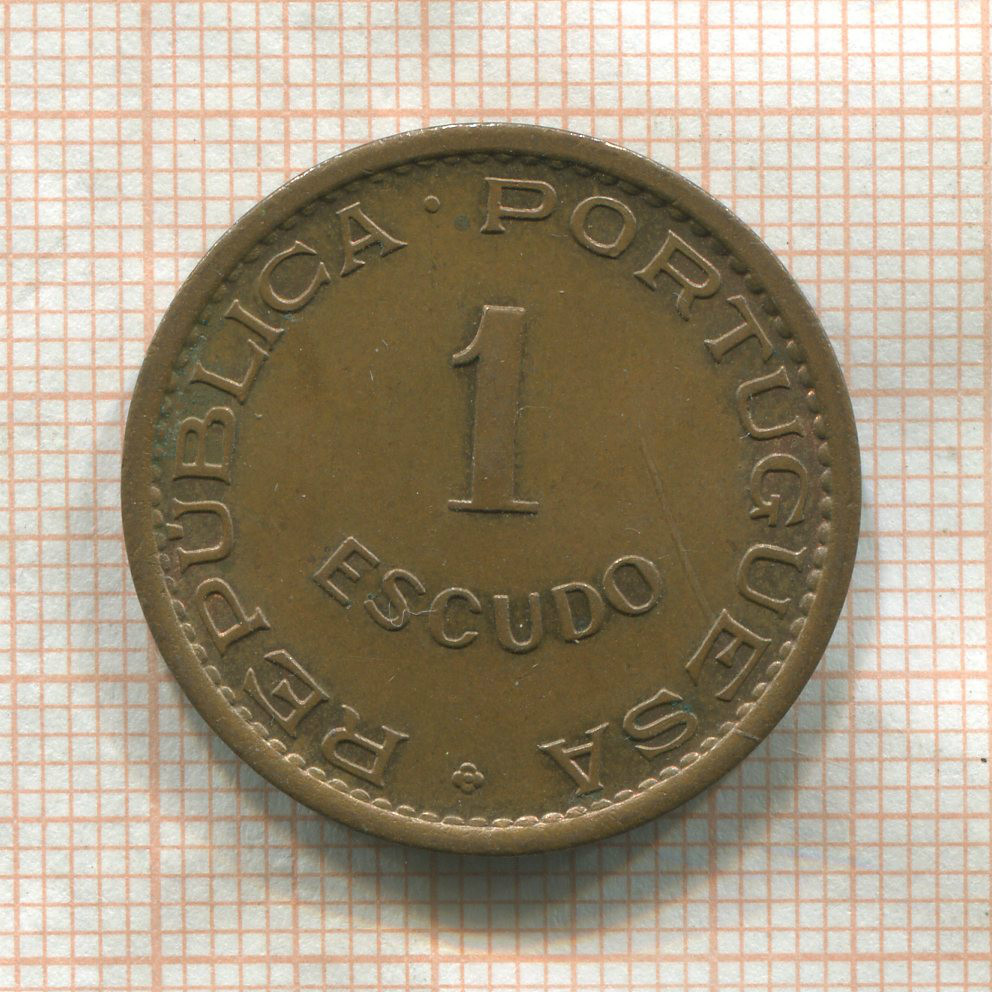 REPÚBLICA · PORTUGUESA
1
ESCUDO